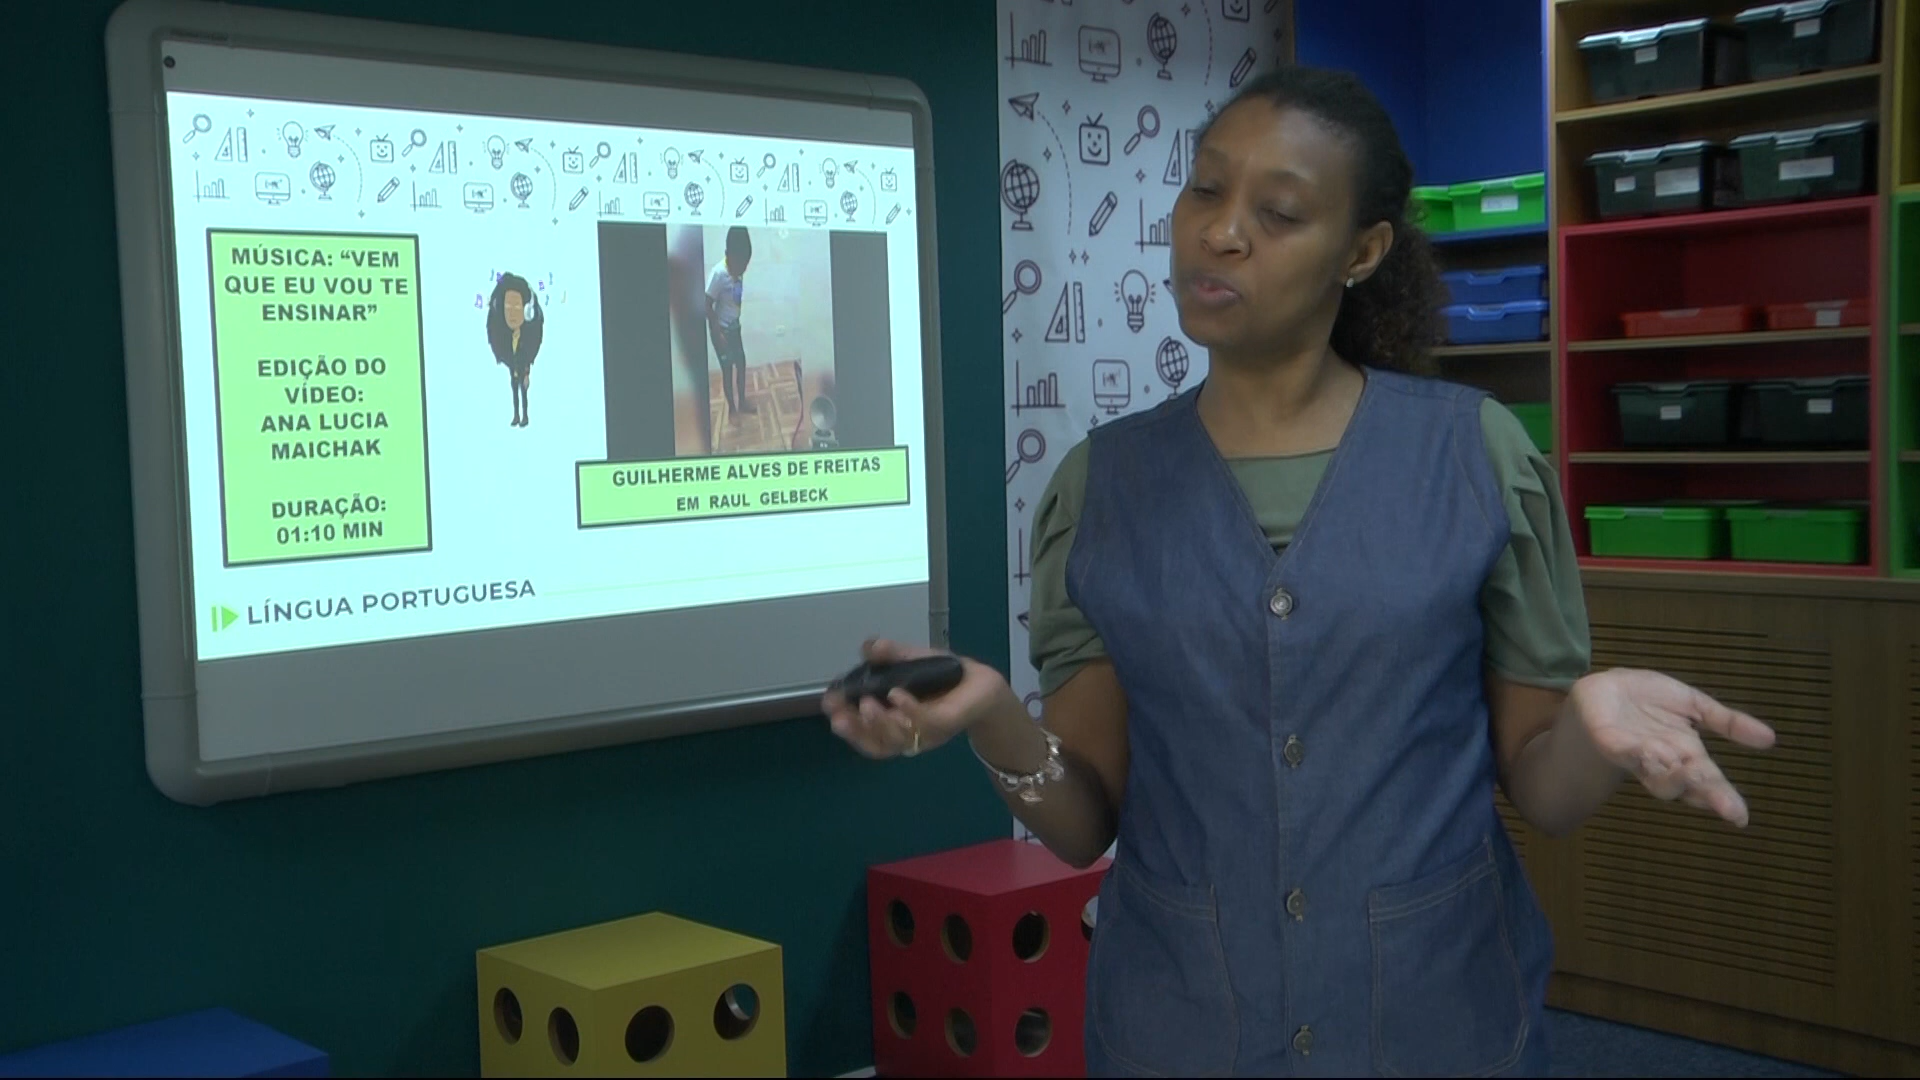 MÚSICA: “VEM
QUE EU VOU TE
ENSINAR”
EDIÇÃO DO
VÍDEO:
ANA LUCIA
MAICHAK
DURAÇÃO:
01:10 MIN
GUILHERME ALVES DE FREITAS
EM RAUL GELBECK
LÍNGUA PORTUGUESA